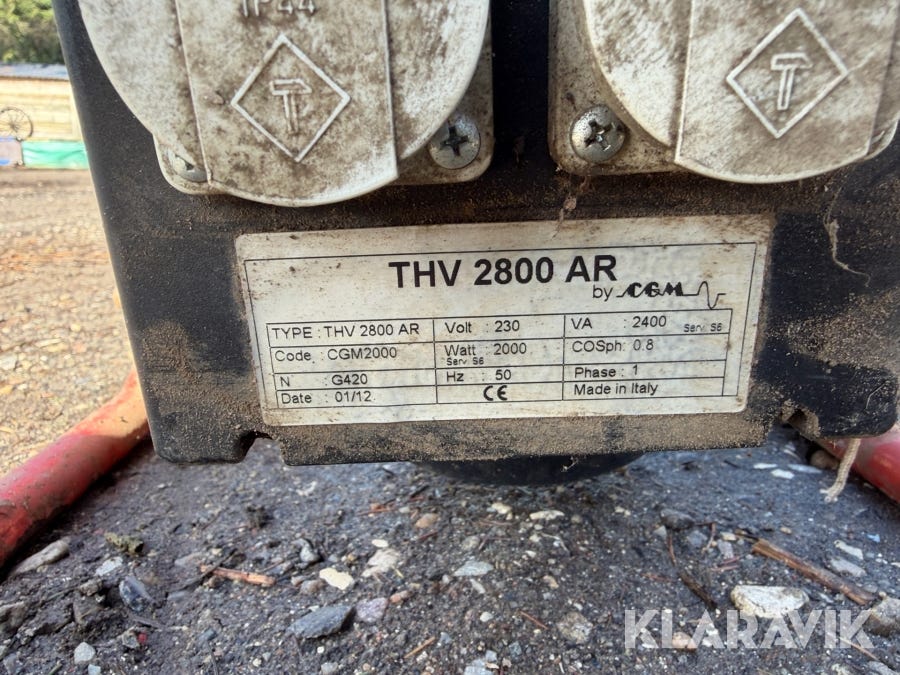 IP44
T
T
THV 2800 AR
by CGM
TYPE : THV 2800 AR Volt : 230 VA : 2400 Serv. S6
Code : CGM2000 Watt : 2000 Serv. S6 COSph: 0.8
N : G420 Hz : 50 Phase : 1
Date : 01/12. CE Made in Italy
KLARAVIK